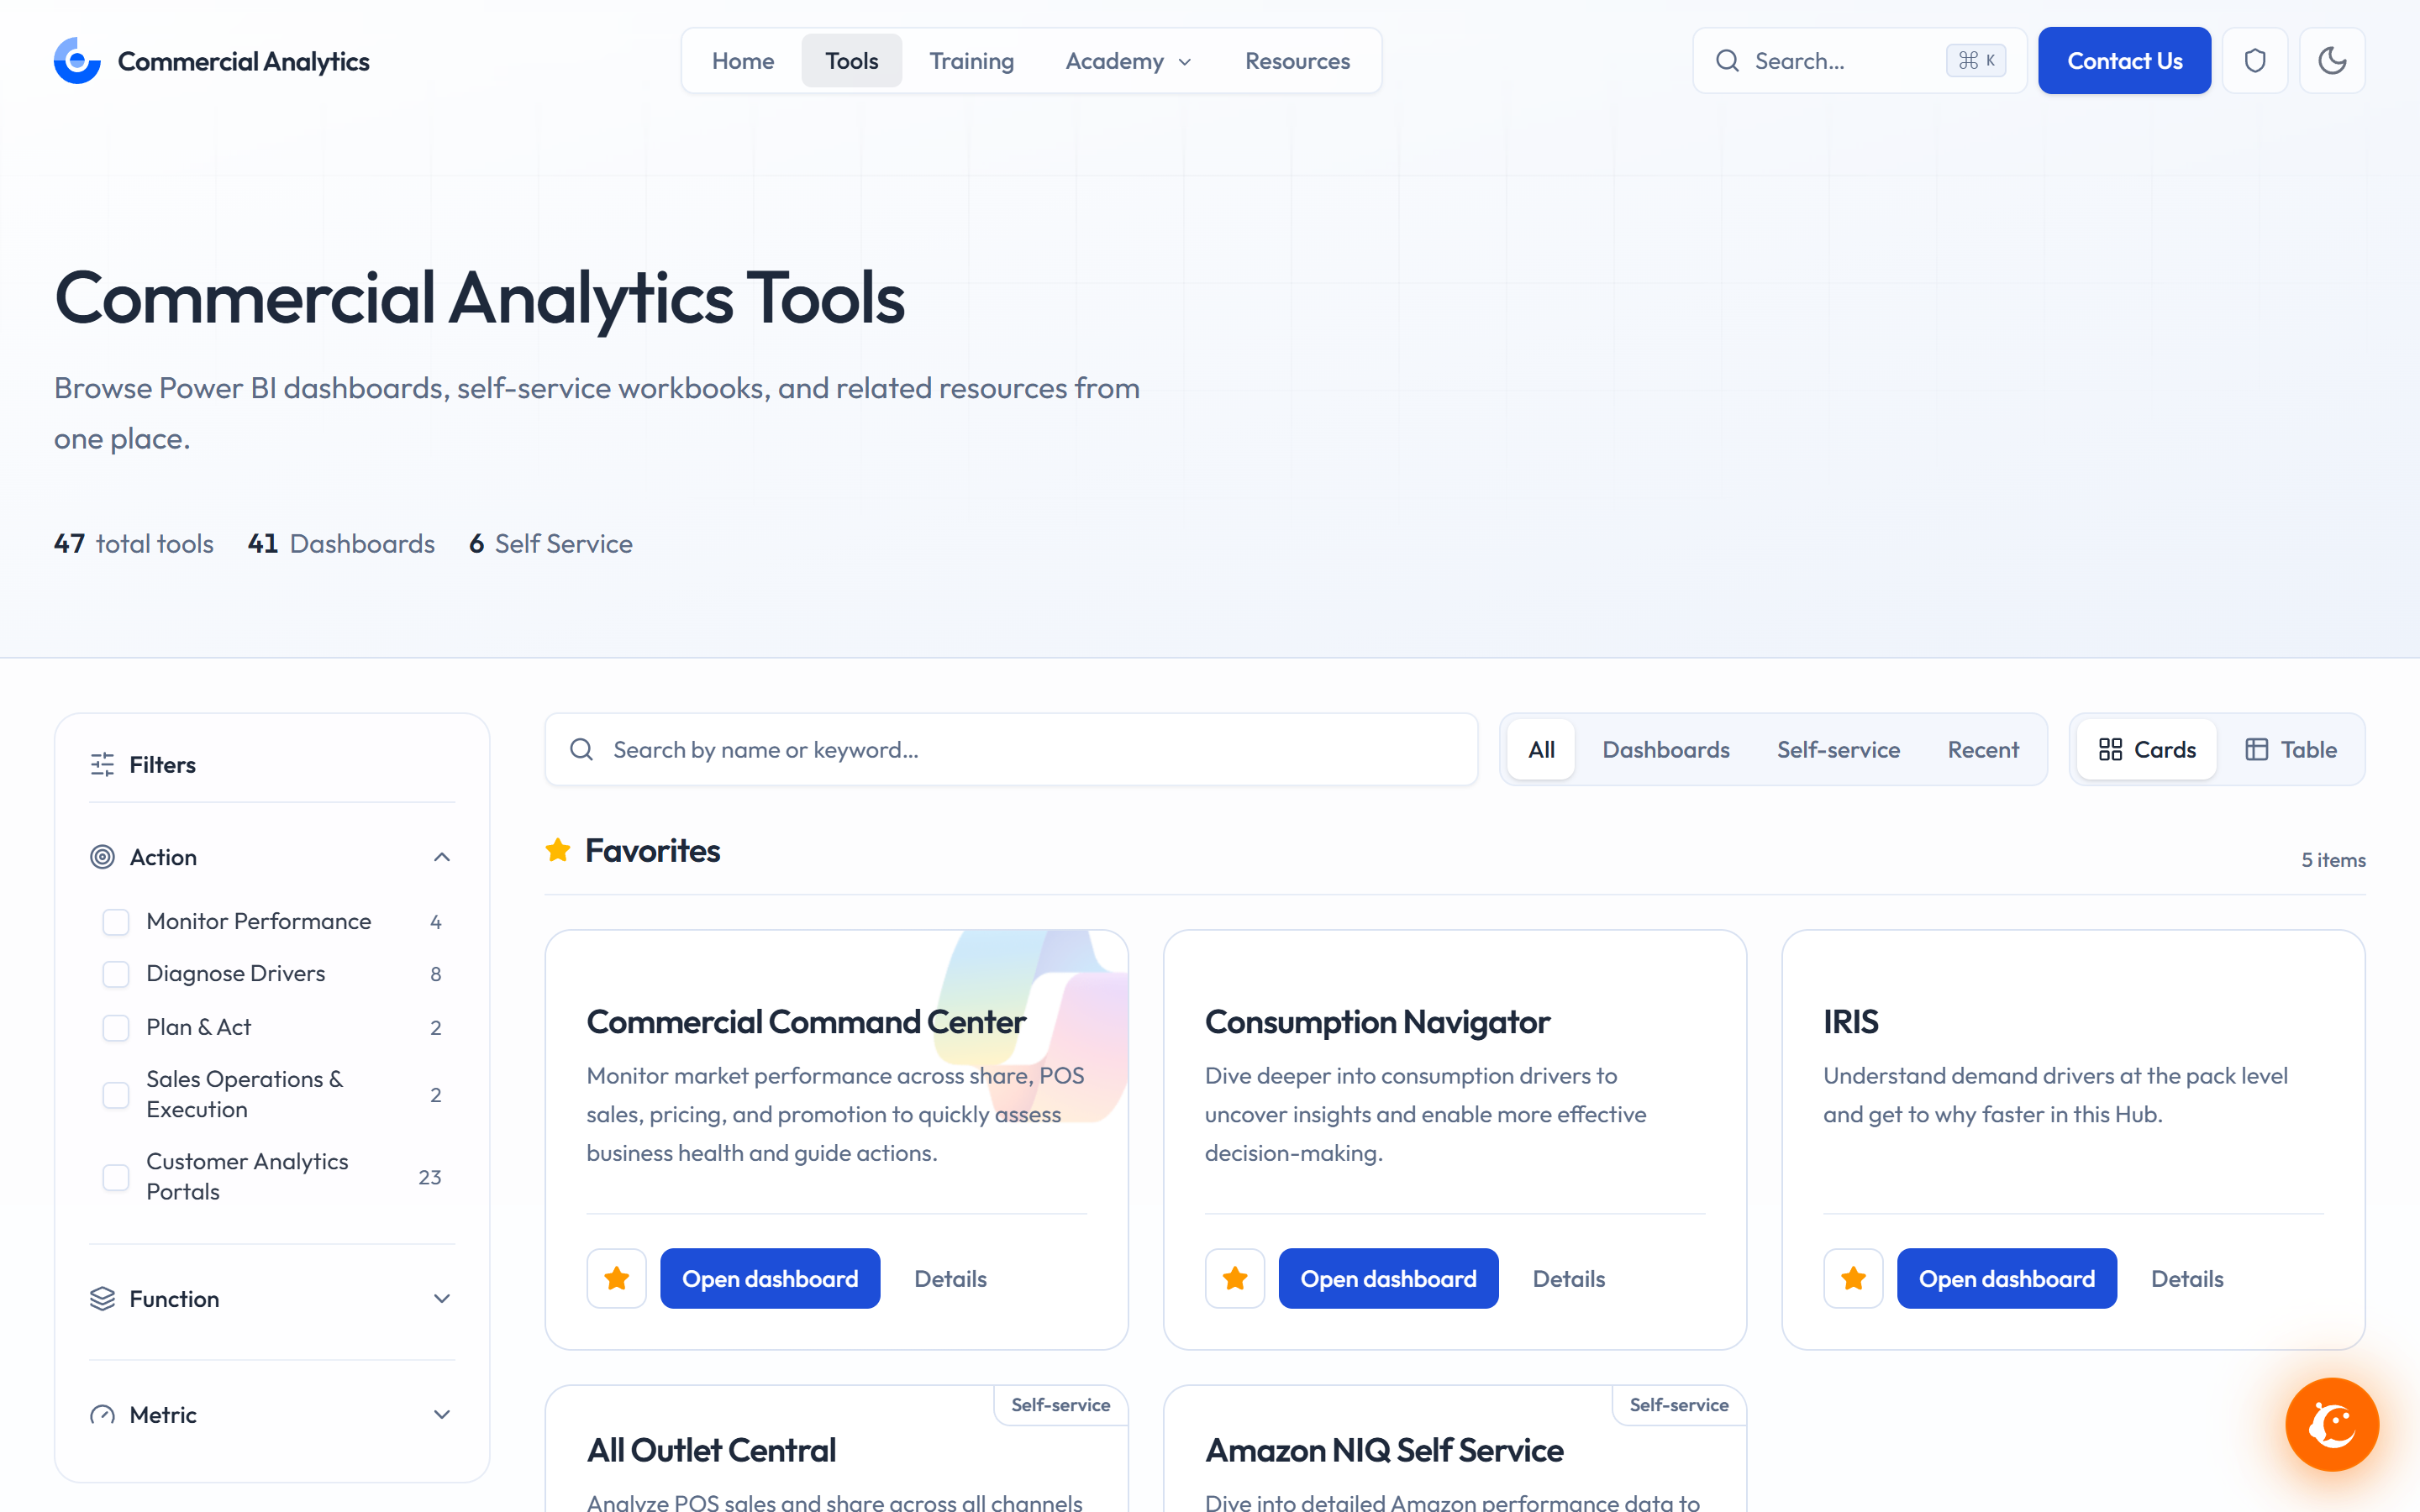 Commercial Analytics
Home Tools Training Academy Resources
Search... ⌘ K
Contact Us
Commercial Analytics Tools
Browse Power BI dashboards, self-service workbooks, and related resources from
one place.
47 total tools 41 Dashboards 6 Self Service
Filters
Action
Monitor Performance 4
Diagnose Drivers 8
Plan & Act 2
Sales Operations &
Execution 2
Customer Analytics
Portals 23
Function
Metric
Search by name or keyword...
All Dashboards Self-service Recent
Cards Table
Favorites
5 items
Commercial Command Center
Monitor market performance across share, POS
sales, pricing, and promotion to quickly assess
business health and guide actions.
Open dashboard Details
Consumption Navigator
Dive deeper into consumption drivers to
uncover insights and enable more effective
decision-making.
Open dashboard Details
IRIS
Understand demand drivers at the pack level
and get to why faster in this Hub.
Open dashboard Details
Self-service
All Outlet Central
Analyze POS sales and share across all channels
Self-service
Amazon NIQ Self Service
Dive into detailed Amazon performance data to